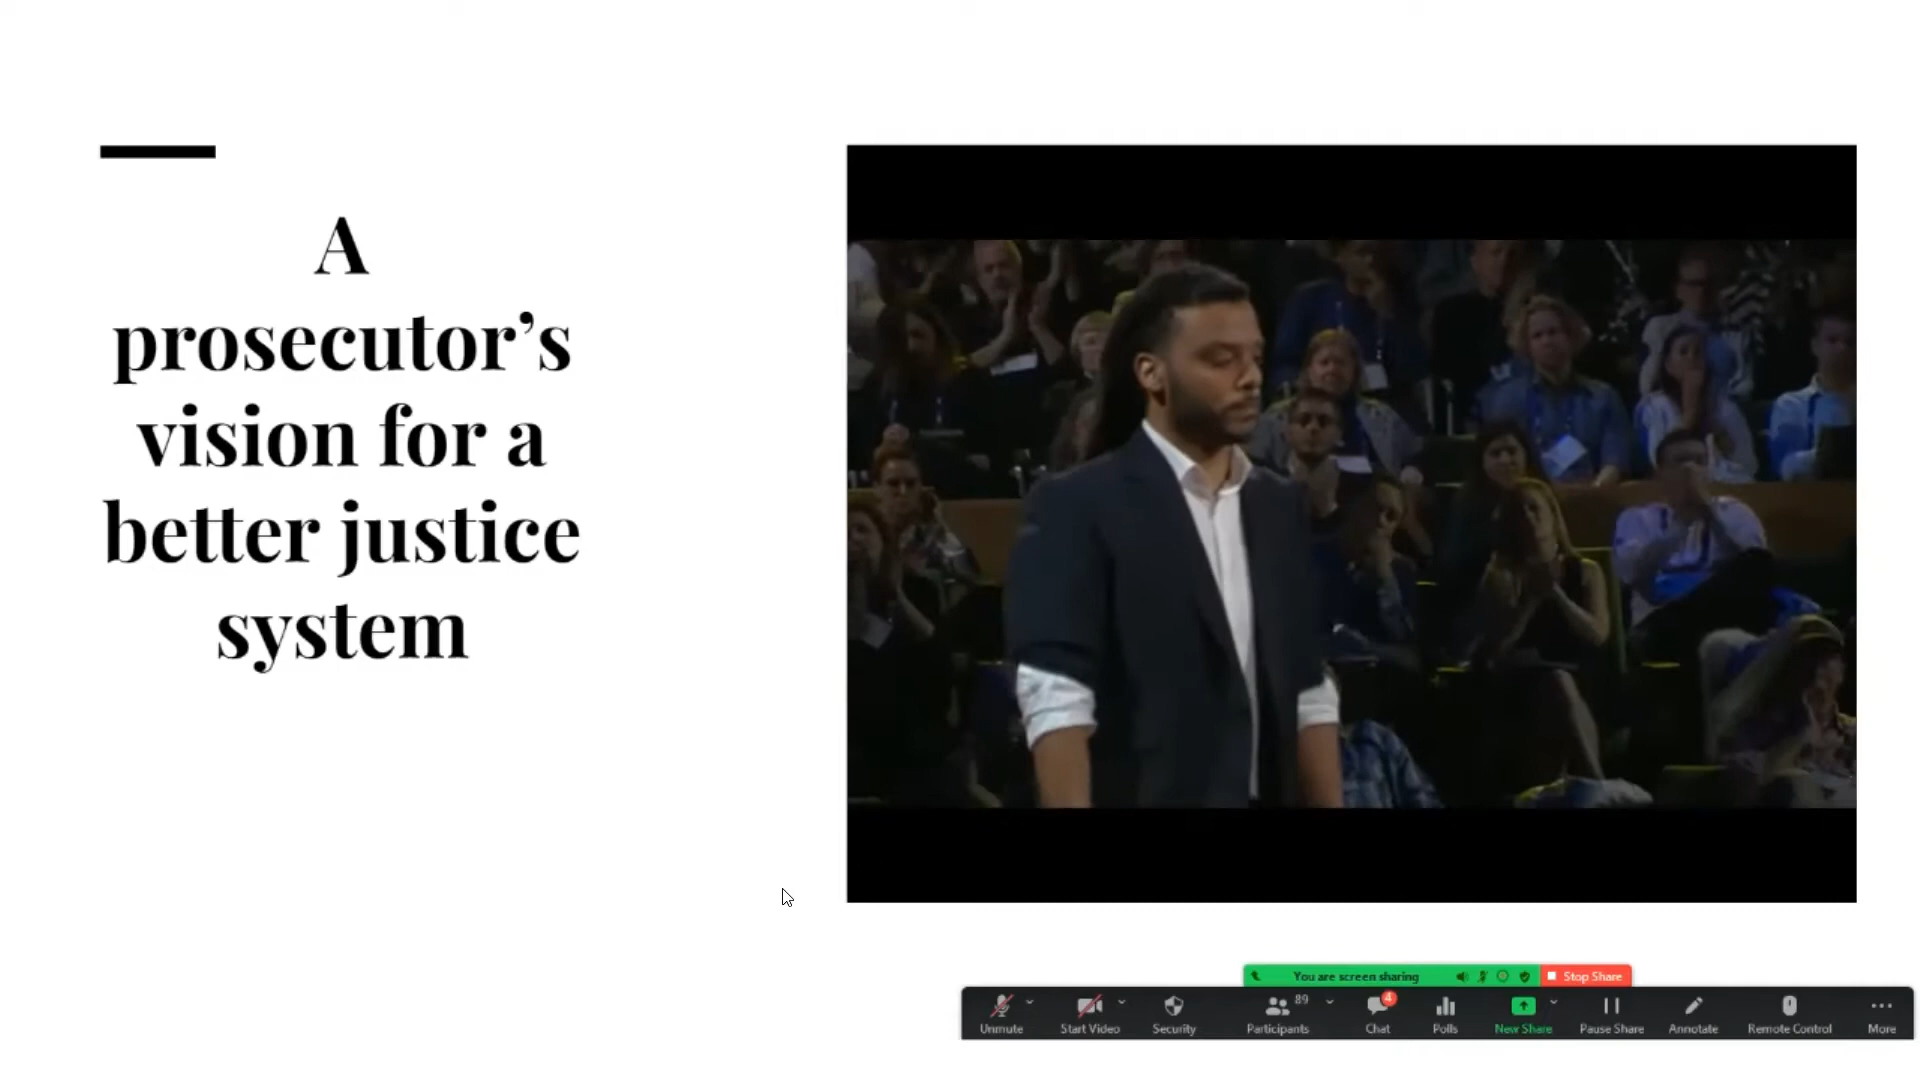 A
prosecutor’s
vision for a
better justice
system
You are screen sharing
Stop Share
Unmute
Start Video
Security
89
Participants
4
Chat
Polls
New Share
Pause Share
Annotate
Remote Control
More